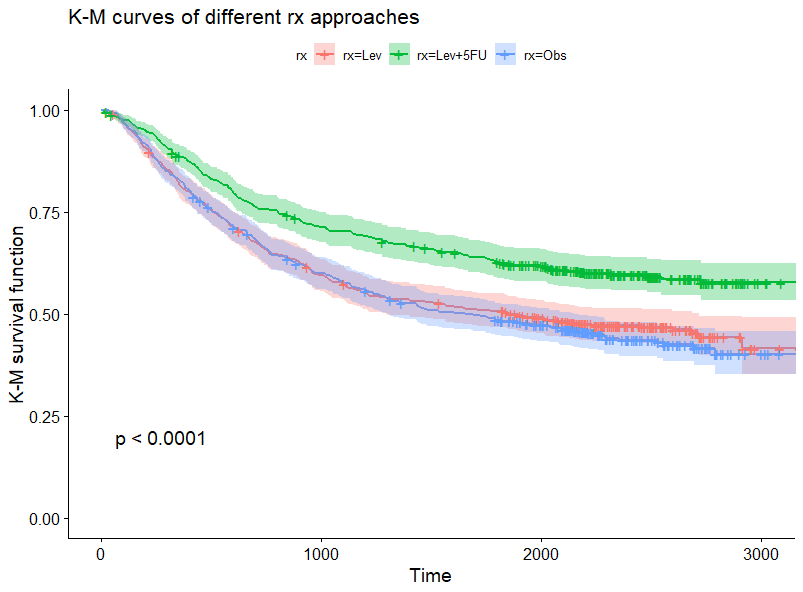 K-M curves of different rx approaches
rx rx=Lev rx=Lev+5FU rx=Obs
K-M survival function
1.00
0.75
0.50
0.25
0.00
p < 0.0001
0 1000 2000 3000
Time